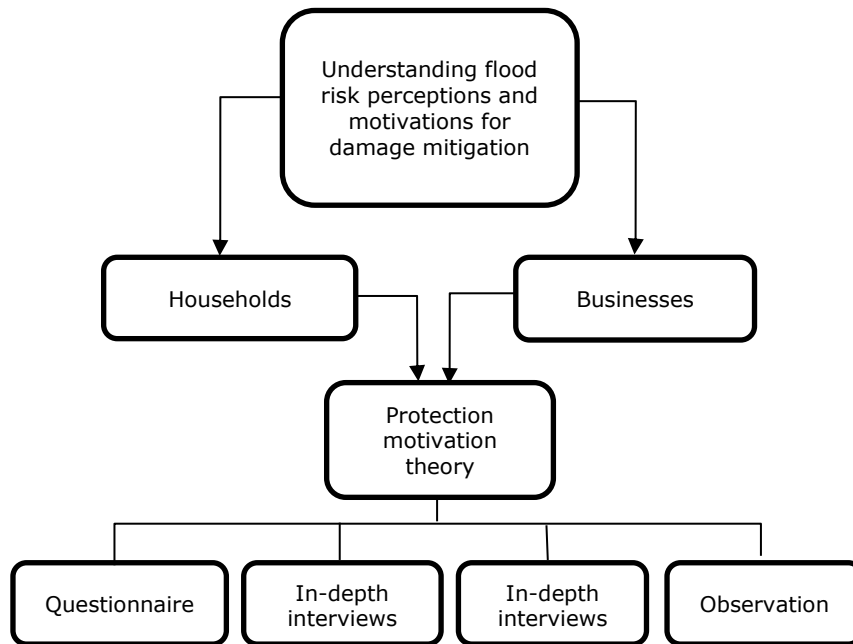 Understanding flood
risk perceptions and
motivations for
damage mitigation
Households
Businesses
Protection
motivation
theory
Questionnaire
In-depth
interviews
In-depth
interviews
Observation